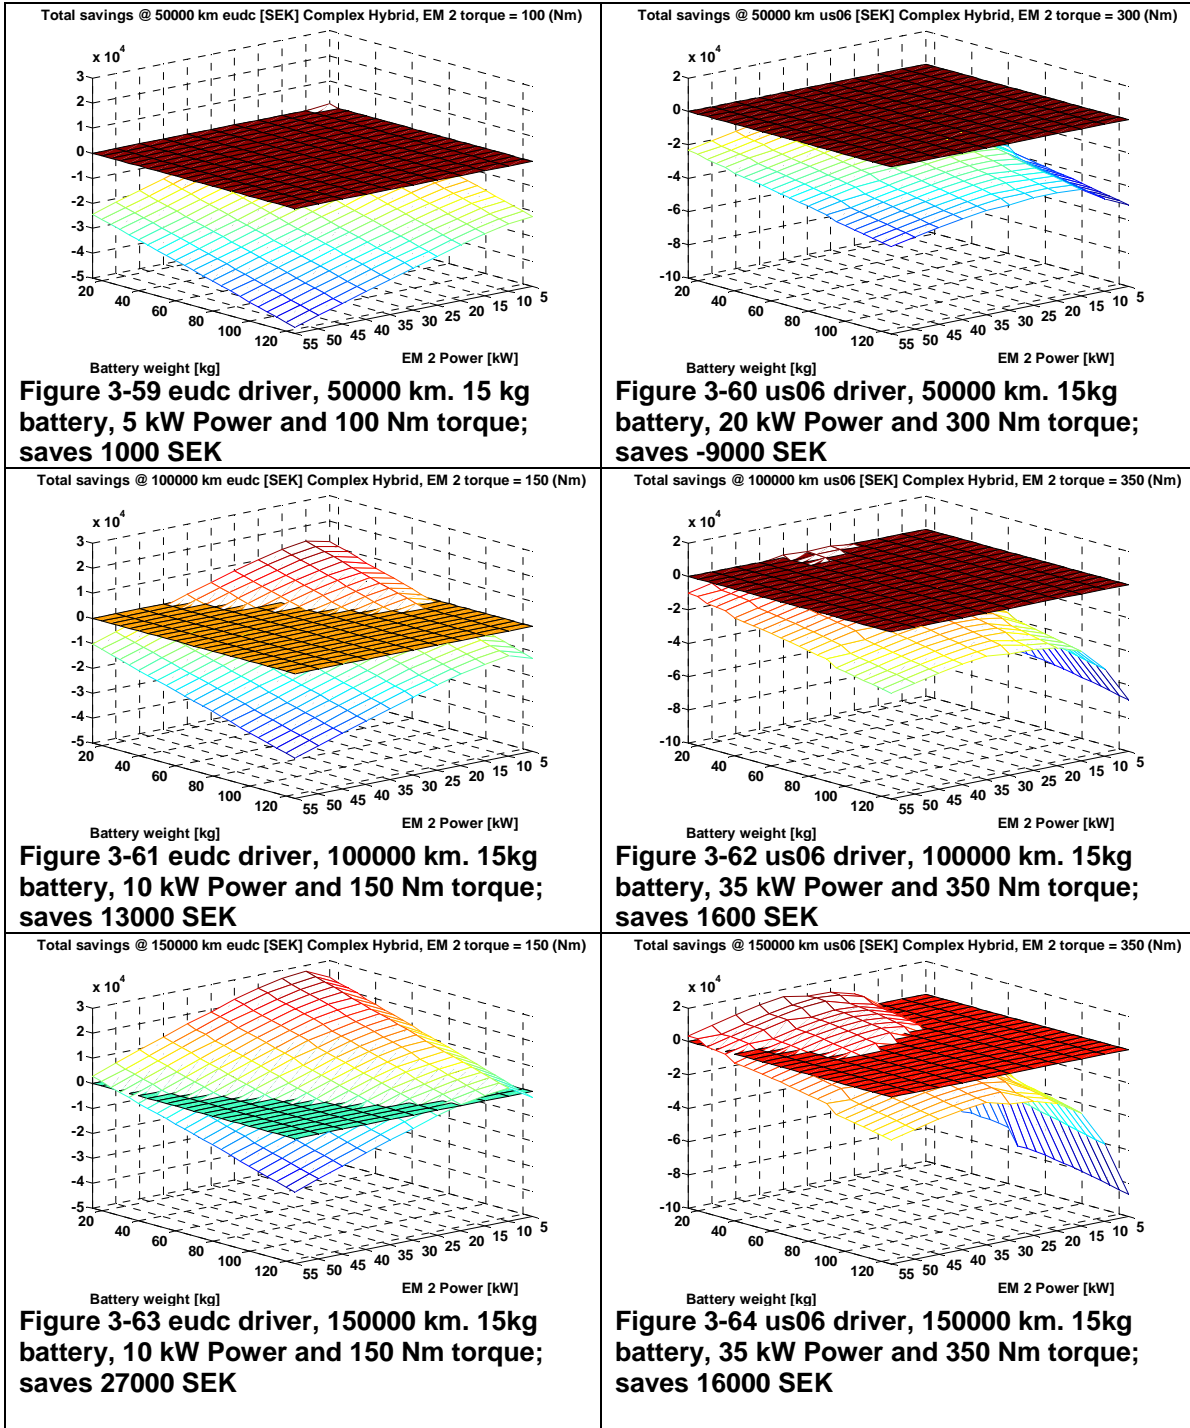 Total savings @ 50000 km eudc [SEK] Complex Hybrid, EM 2 torque = 100 (Nm)
x 10^4
3
2
1
0
-1
-2
-3
-4
-5
20
40
60
80
100
120
55 50 45 40 35 30 25 20 15 10 5
EM 2 Power [kW]
Battery weight [kg]
Figure 3-59 eudc driver, 50000 km. 15 kg
battery, 5 kW Power and 100 Nm torque;
saves 1000 SEK
Total savings @ 50000 km us06 [SEK] Complex Hybrid, EM 2 torque = 300 (Nm)
x 10^4
2
0
-2
-4
-6
-8
-10
20
40
60
80
100
120
55 50 45 40 35 30 25 20 15 10 5
EM 2 Power [kW]
Battery weight [kg]
Figure 3-60 us06 driver, 50000 km. 15kg
battery, 20 kW Power and 300 Nm torque;
saves -9000 SEK
Total savings @ 100000 km eudc [SEK] Complex Hybrid, EM 2 torque = 150 (Nm)
x 10^4
3
2
1
0
-1
-2
-3
-4
-5
20
40
60
80
100
120
55 50 45 40 35 30 25 20 15 10 5
EM 2 Power [kW]
Battery weight [kg]
Figure 3-61 eudc driver, 100000 km. 15kg
battery, 10 kW Power and 150 Nm torque;
saves 13000 SEK
Total savings @ 100000 km us06 [SEK] Complex Hybrid, EM 2 torque = 350 (Nm)
x 10^4
2
0
-2
-4
-6
-8
-10
20
40
60
80
100
120
55 50 45 40 35 30 25 20 15 10 5
EM 2 Power [kW]
Battery weight [kg]
Figure 3-62 us06 driver, 100000 km. 15kg
battery, 35 kW Power and 350 Nm torque;
saves 1600 SEK
Total savings @ 150000 km eudc [SEK] Complex Hybrid, EM 2 torque = 150 (Nm)
x 10^4
3
2
1
0
-1
-2
-3
-4
-5
20
40
60
80
100
120
55 50 45 40 35 30 25 20 15 10 5
EM 2 Power [kW]
Battery weight [kg]
Figure 3-63 eudc driver, 150000 km. 15kg
battery, 10 kW Power and 150 Nm torque;
saves 27000 SEK
Total savings @ 150000 km us06 [SEK] Complex Hybrid, EM 2 torque = 350 (Nm)
x 10^4
2
0
-2
-4
-6
-8
-10
20
40
60
80
100
120
55 50 45 40 35 30 25 20 15 10 5
EM 2 Power [kW]
Battery weight [kg]
Figure 3-64 us06 driver, 150000 km. 15kg
battery, 35 kW Power and 350 Nm torque;
saves 16000 SEK